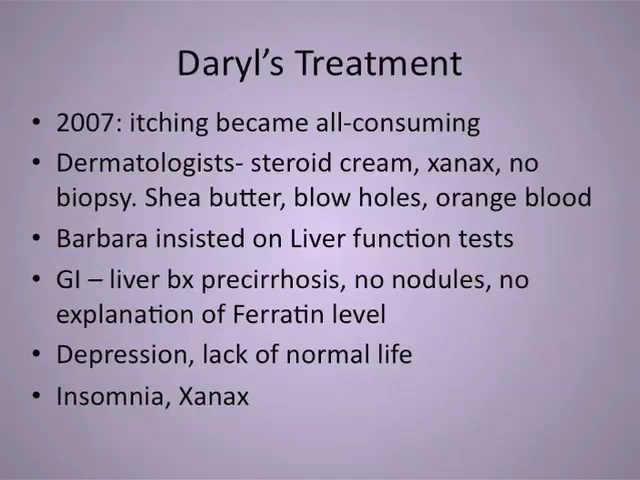 Daryl's Treatment
• 2007: itching became all-consuming
• Dermatologists- steroid cream, xanax, no
biopsy. Shea butter, blow holes, orange blood
• Barbara insisted on Liver function tests
• GI – liver bx precirrhosis, no nodules, no
explanation of Ferratin level
• Depression, lack of normal life
• Insomnia, Xanax